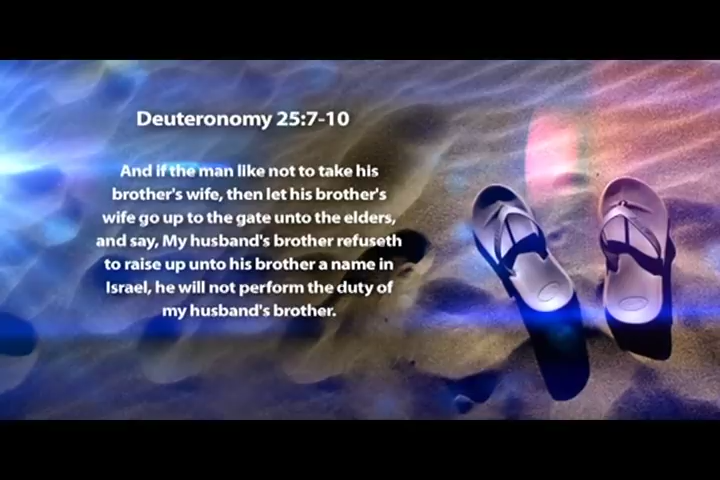 Deuteronomy 25:7-10
And if the man like not to take his
brother's wife, then let his brother's
wife go up to the gate unto the elders,
and say, My husband's brother refuseth
to raise up unto his brother a name in
Israel, he will not perform the duty of
my husband's brother.